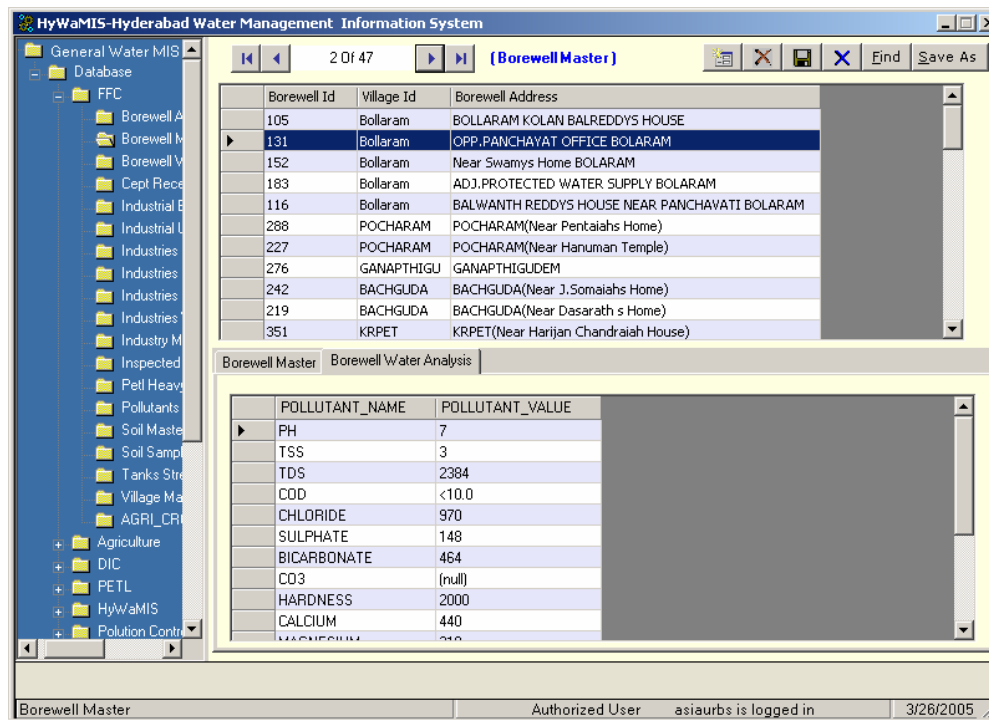 HyWaMIS-Hyderabad Water Management Information System
General Water MIS
Database
FFC
Borewell A
Borewell M
Borewell V
Cept Rece
Industrial E
Industrial U
Industries
Industries
Industries
Industries
Industry M
Inspected
Petl Heavy
Pollutants
Soil Maste
Soil Sampl
Tanks Stre
Village Ma
AGRI_CR
Agriculture
DIC
PETL
HyWaMIS
Polution Contr
2 Of 47 (Borewell Master) Find Save As
Borewell Id Village Id Borewell Address
105 Bollaram BOLLARAM KOLAN BALREDDYS HOUSE
131 Bollaram OPP.PANCHAYAT OFFICE BOLARAM
152 Bollaram Near Swamys Home BOLARAM
183 Bollaram ADJ.PROTECTED WATER SUPPLY BOLARAM
116 Bollaram BALWANTH REDDYS HOUSE NEAR PANCHAVATI BOLARAM
288 POCHARAM POCHARAM(Near Pentaiahs Home)
227 POCHARAM POCHARAM(Near Hanuman Temple)
276 GANAPTHIGU GANAPTHIGUDEM
242 BACHGUDA BACHGUDA(Near J.Somaiahs Home)
219 BACHGUDA BACHGUDA(Near Dasarath s Home)
351 KRPET KRPET(Near Harijan Chandraiah House)
Borewell Master Borewell Water Analysis
POLLUTANT_NAME POLLUTANT_VALUE
PH 7
TSS 3
TDS 2384
COD <10.0
CHLORIDE 970
SULPHATE 148
BICARBONATE 464
CO3 (null)
HARDNESS 2000
CALCIUM 440
Borewell Master Authorized User asiaurbs is logged in 3/26/2005